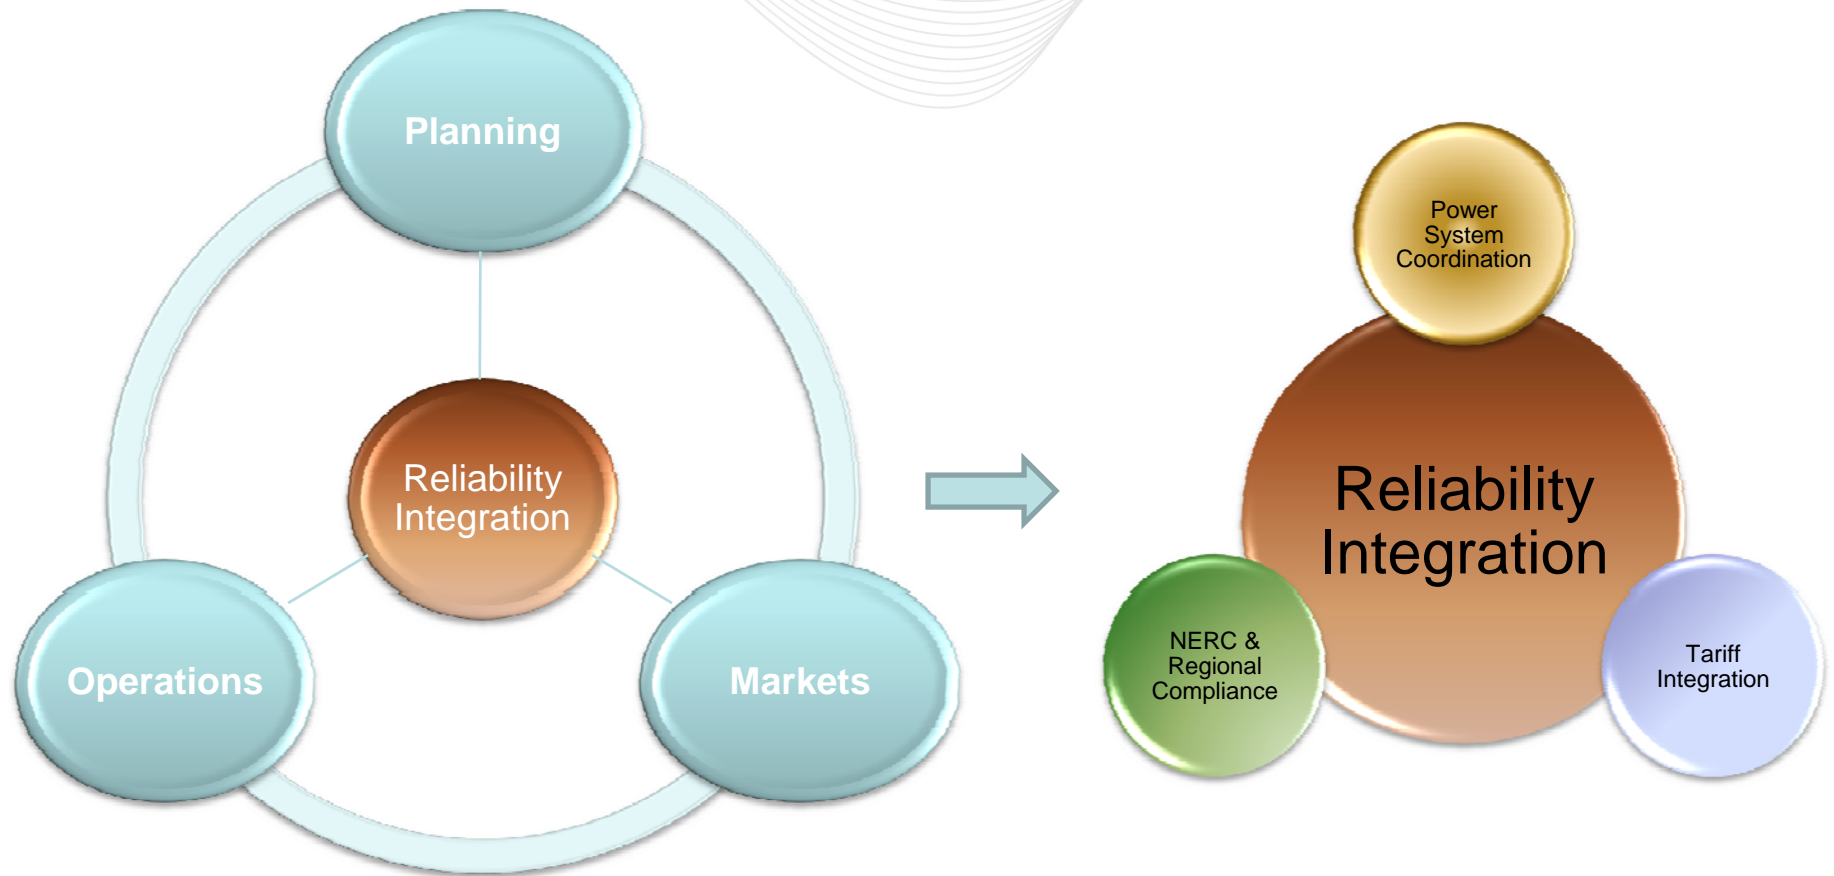 Planning
Reliability
Integration
Operations
Markets
Power
System
Coordination
Reliability
Integration
NERC &
Regional
Compliance
Tariff
Integration